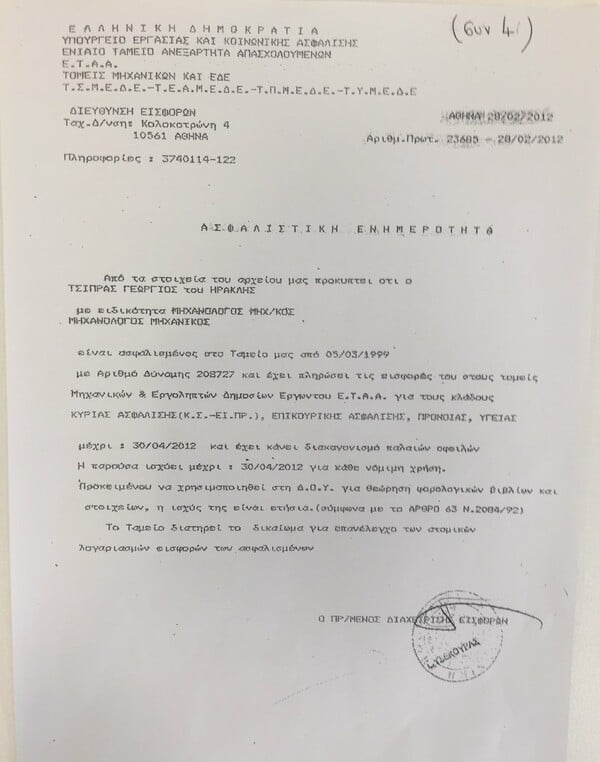 (συν 4)
ΕΛΛΗΝΙΚΗ ΔΗΜΟΚΡΑΤΙΑ
ΥΠΟΥΡΓΕΙΟ ΕΡΓΑΣΙΑΣ ΚΑΙ ΚΟΙΝΩΝΙΚΗΣ ΑΣΦΑΛΙΣΗΣ
ΕΝΙΑΙΟ ΤΑΜΕΙΟ ΑΝΕΞΑΡΤΗΤΑ ΑΠΑΣΧΟΛΟΥΜΕΝΩΝ
Ε.Τ.Α.Α.
ΤΟΜΕΙΣ ΜΗΧΑΝΙΚΩΝ ΚΑΙ ΕΔΕ
Τ.Σ.Μ.Ε.Δ.Ε.-Τ.Ε.Α.Μ.Ε.Δ.Ε.-Τ.Π.Μ.Ε.Δ.Ε.-Τ.Υ.Μ.Ε.Δ.Ε
ΔΙΕΥΘΥΝΣΗ ΕΙΣΦΟΡΩΝ
Ταχ.Δ/νση: Κολοκοτρώνη 4
10561 ΑΘΗΝΑ
ΑΘΗΝΑ 28/02/2012
Αριθμ.Πρωτ. 23685 - 28/02/2012
Πληροφορίες : 3740114-122
ΑΣΦΑΛΙΣΤΙΚΗ ΕΝΗΜΕΡΟΤΗΤΑ
Από τα στοιχεία του αρχείου μας προκυπτει οτι ο
ΤΣΙΠΡΑΣ ΓΕΩΡΓΙΟΣ του ΗΡΑΚΛΗΣ
με ειδικότητα ΜΗΧΑΝΟΛΟΓΟΣ ΜΗΧ/ΚΟΣ
ΜΗΧΑΝΟΛΟΓΟΣ ΜΗΧΑΝΙΚΟΣ
είναι ασφαλισμένος στο Ταμείο μας από 05/03/1999
με Αριθμό Δύναμης 208727 και έχει πληρώσει τις εισφορές του στους τομείς
Μηχανικών & Εργοληπτών Δημοσίων Εργωντου Ε.Τ.Α.Α. για τους κλάδους
ΚΥΡΙΑΣ ΑΣΦΑΛΙΣΗΣ(Κ.Σ.-ΕΙ.ΠΡ.), ΕΠΙΚΟΥΡΙΚΗΣ ΑΣΦΑΛΙΣΗΣ, ΠΡΟΝΟΙΑΣ, ΥΓΕΙΑΣ
μέχρι : 30/04/2012 και έχει κάνει διακανονισμό παλαιών οφειλών
Η παρούσα ισχύει μέχρι : 30/04/2012 για κάθε νόμιμη χρήση.
Προκειμένου να χρησιμοποιηθεί στη Δ.Ο.Υ. για θεώρηση φορολογικών βιβλίων και
στοιχείων, η ισχύς της είναι ετήσια.(σύμφωνα με το ΑΡΘΡΟ 63 Ν.2084/92)
Το Ταμείο διατηρεί το δικαίωμα για επανέλεγχο των ατομικών
λογαριασμών εισφορών των ασφαλισμένων
Ο ΠΡ/ΜΕΝΟΣ ΔΙΑΧΕΙΡΙΣΗΣ ΕΙΣΦΟΡΩΝ